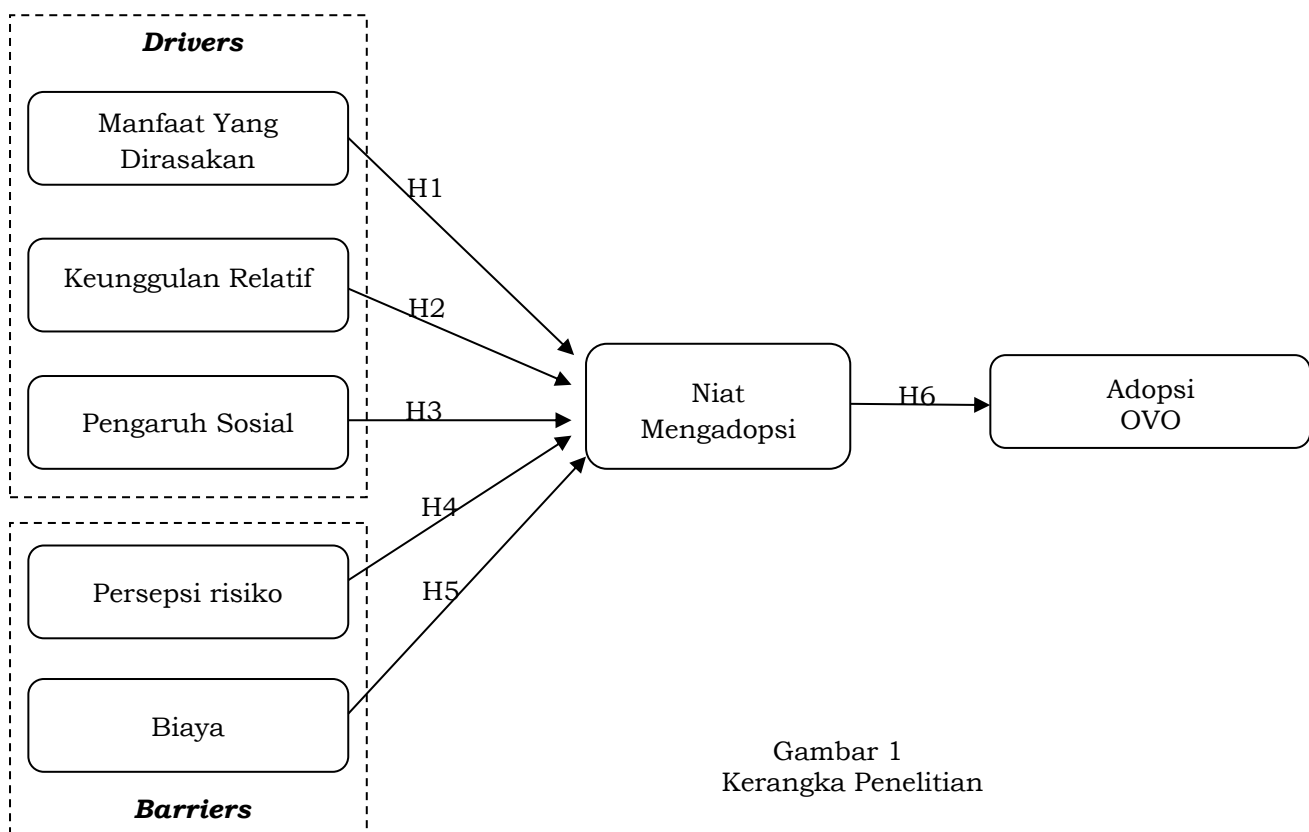 Drivers
Manfaat Yang
Dirasakan
H1
Keunggulan Relatif
H2
Pengaruh Sosial
H3
Niat
Mengadopsi
H6
Adopsi
OVO
H4
Persepsi risiko
H5
Biaya
Barriers
Gambar 1
Kerangka Penelitian